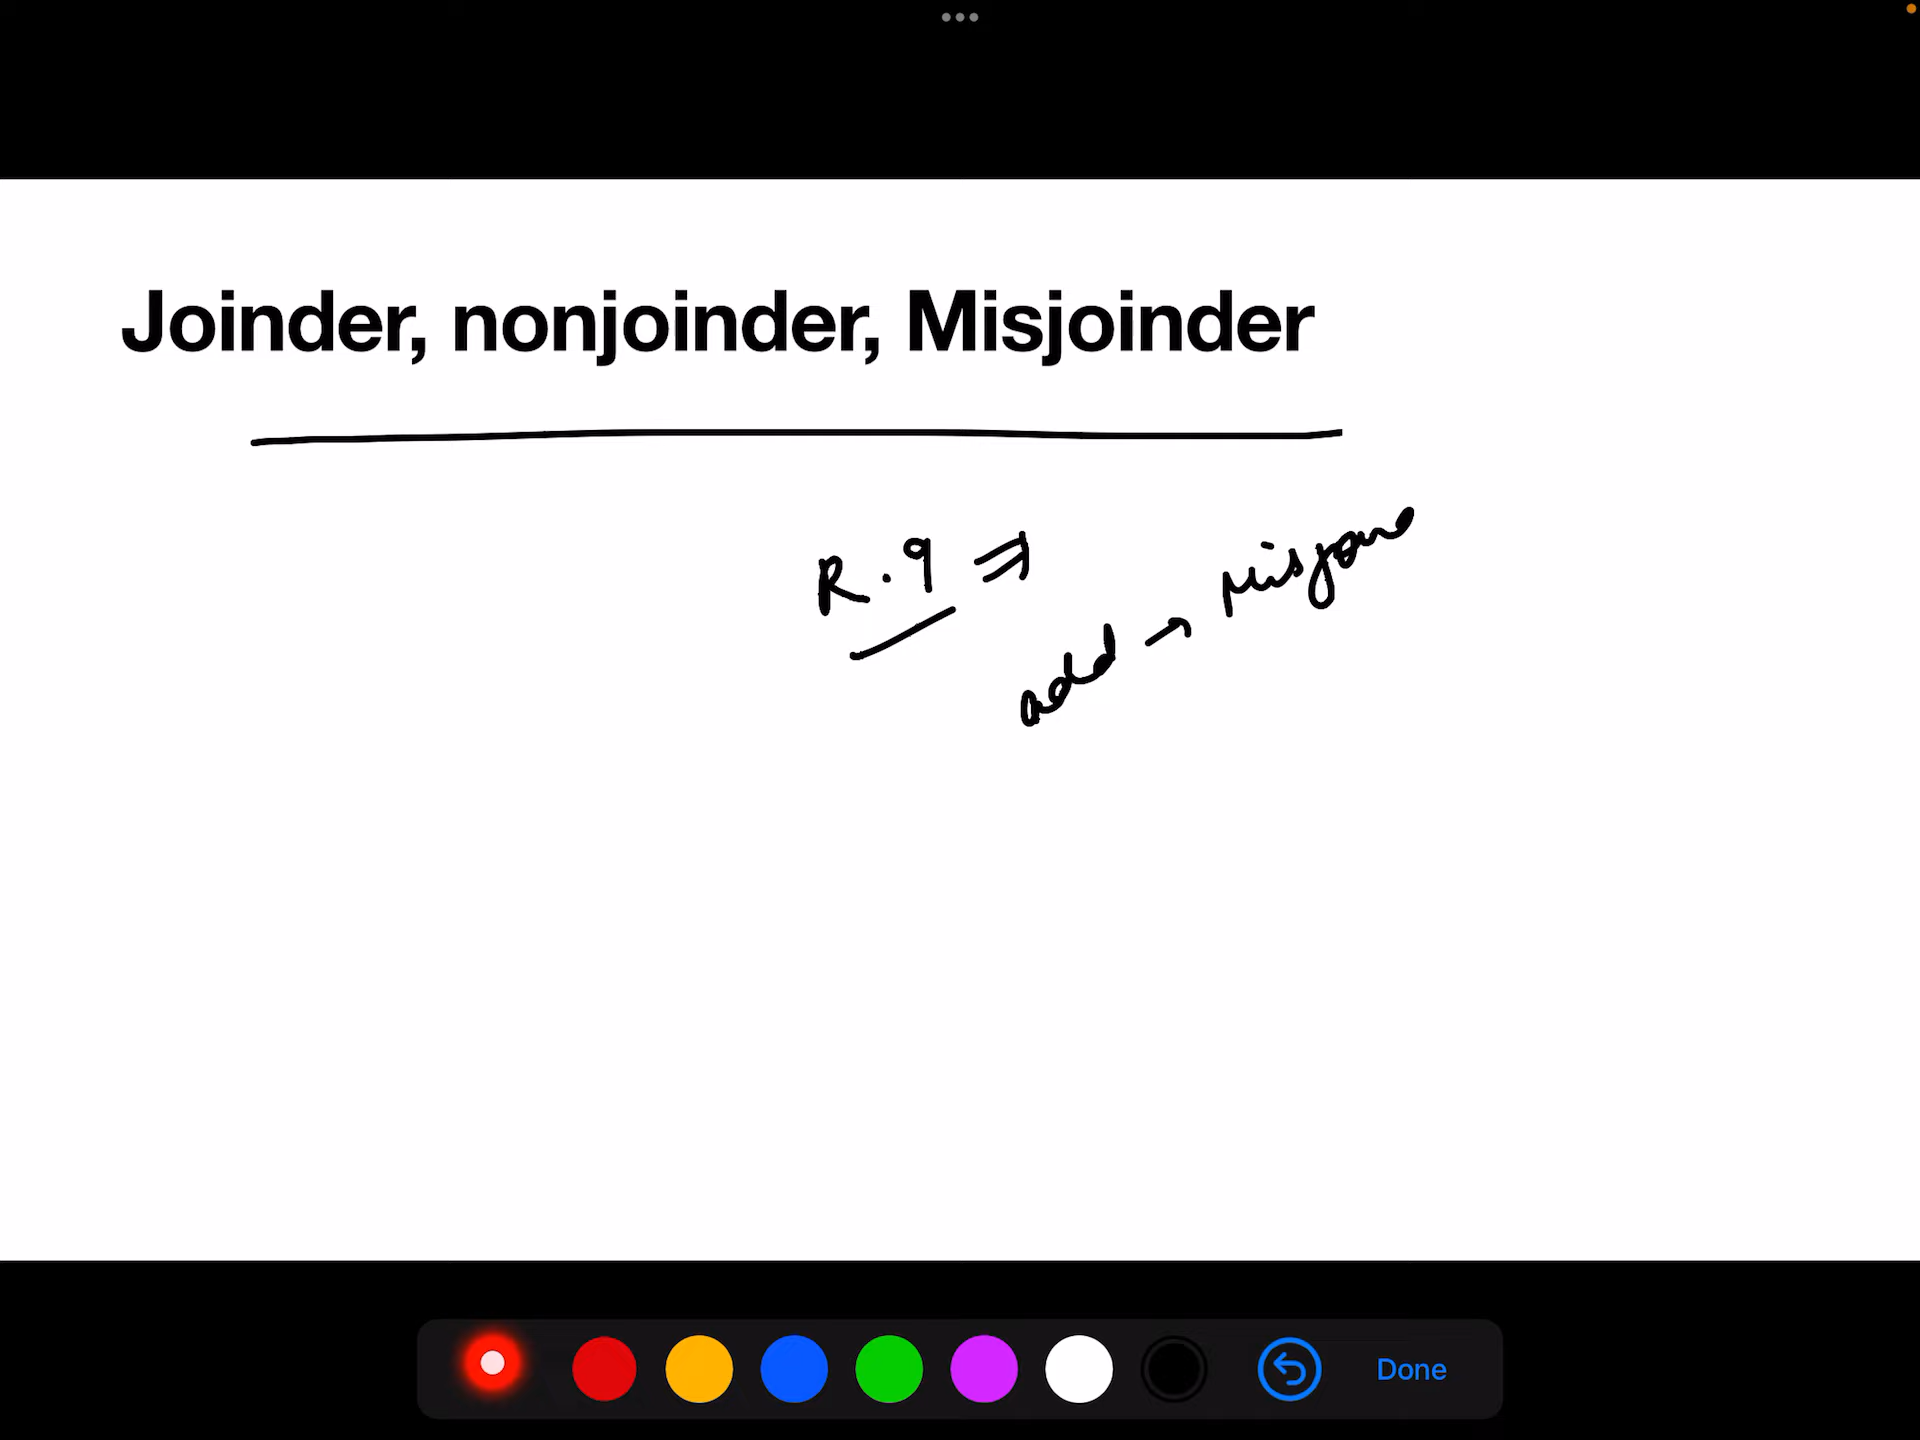 Joinder, nonjoinder, Misjoinder
R. 9 ⇒
add →
Done